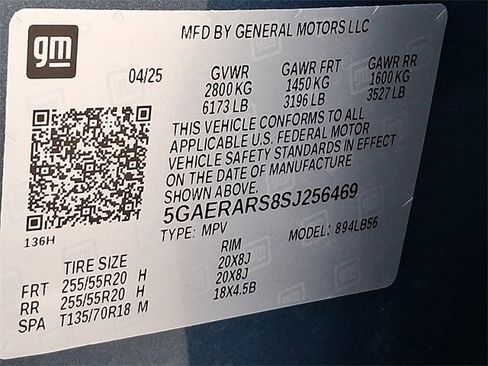 gm
MFD BY GENERAL MOTORS LLC
04/25 GVWR GAWR FRT GAWR RR
2800 KG 1450 KG 1600 KG
6173 LB 3196 LB 3527 LB
THIS VEHICLE CONFORMS TO ALL
APPLICABLE U.S. FEDERAL MOTOR
VEHICLE SAFETY STANDARDS IN EFFECT
ON THE DATE OF MANUFACTURE
SHOWN ABOVE.
5GAERARS8SJ256469
136H
TYPE: MPV MODEL: 894LB56
TIRE SIZE RIM
FRT 255/55R20 H 20X8J
RR 255/55R20 H 20X8J
SPA T135/70R18 M 18X4.5B